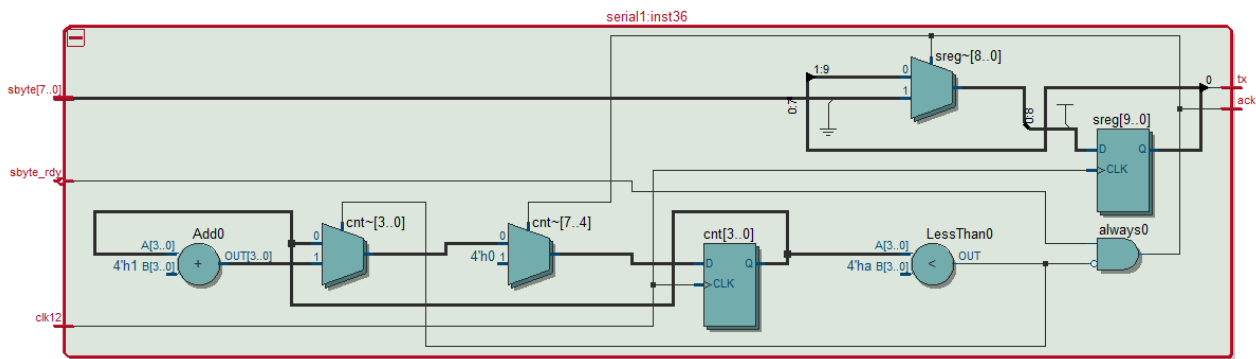 serial1:inst36
sreg~[8..0]
1:9
0
1
0
tx
sbyte[7..0]
ack
0:7
0:8
sreg[9..0]
D
Q
CLK
sbyte_rdy
Add0
cnt~[3..0]
cnt~[7..4]
cnt[3..0]
LessThan0
always0
A[3..0]
OUT[3..0]
4'h1
B[3..0]
+
0
1
0
4'h0
1
D
Q
CLK
A[3..0]
4'ha
B[3..0]
<
OUT
clk12